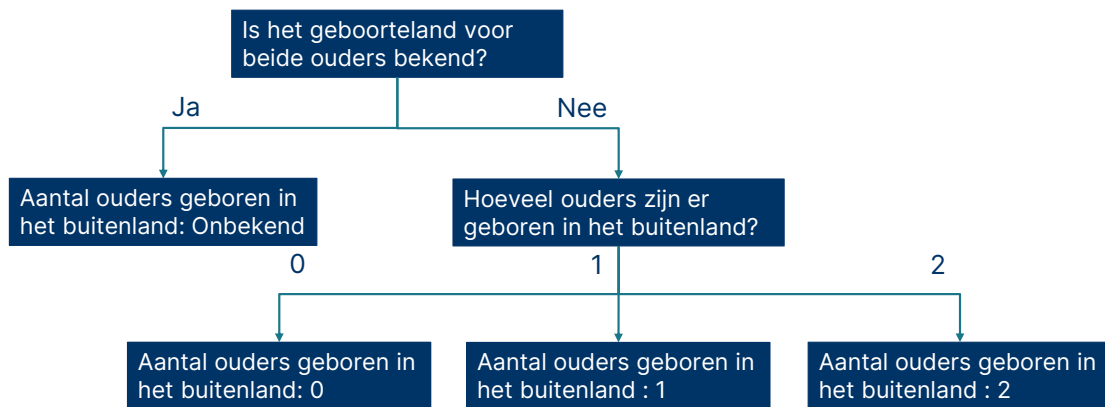 Is het geboorteland voor
beide ouders bekend?
Ja
Nee
Aantal ouders geboren in
het buitenland: Onbekend
Hoeveel ouders zijn er
geboren in het buitenland?
0
1
2
Aantal ouders geboren in
het buitenland: 0
Aantal ouders geboren in
het buitenland : 1
Aantal ouders geboren in
het buitenland : 2